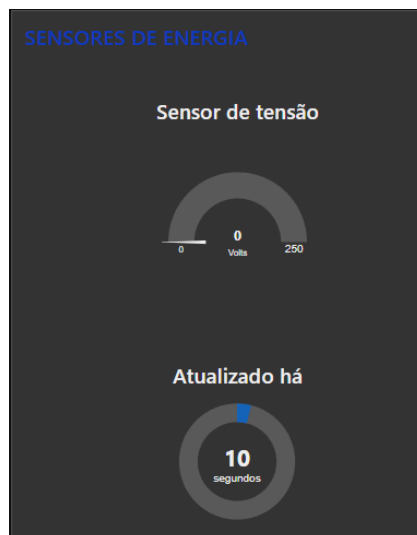 SENSORES DE ENERGIA
Sensor de tensão
0
Volts
0 250
Atualizado há
10
segundos